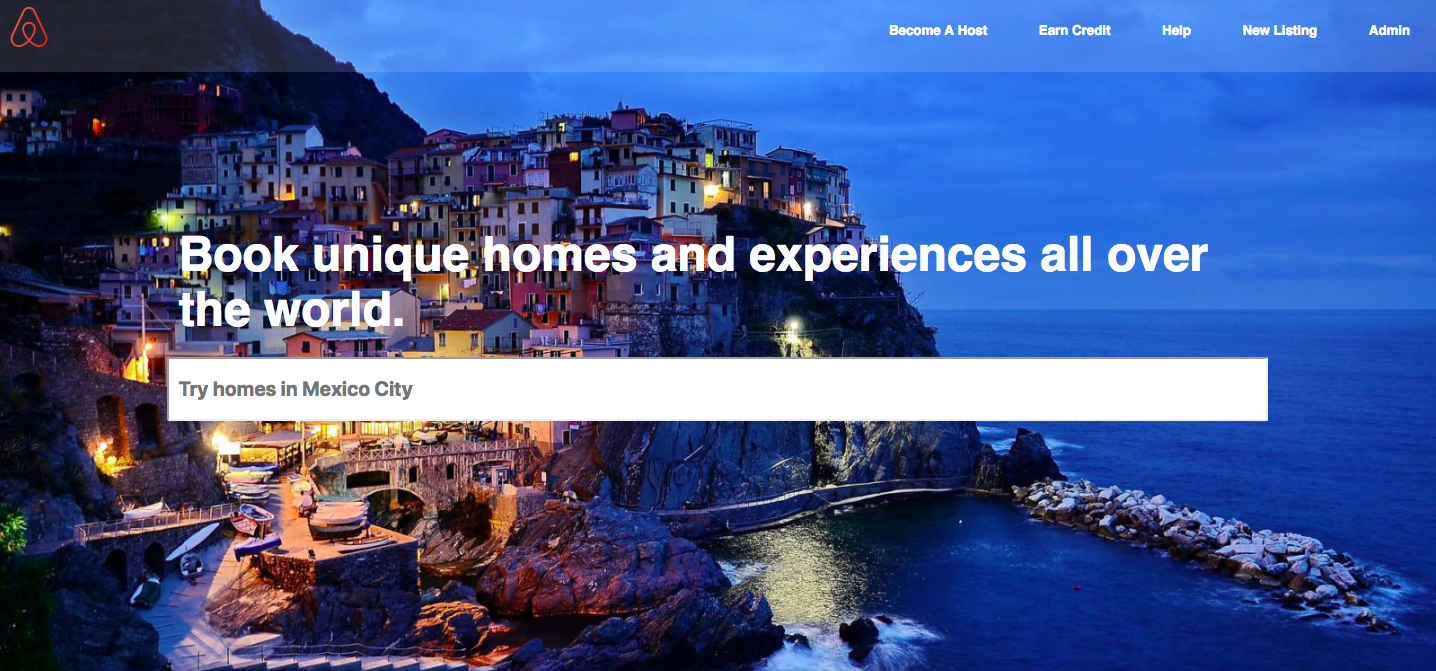 Become A Host Earn Credit Help New Listing Admin
Book unique homes and experiences all over
the world.
Try homes in Mexico City